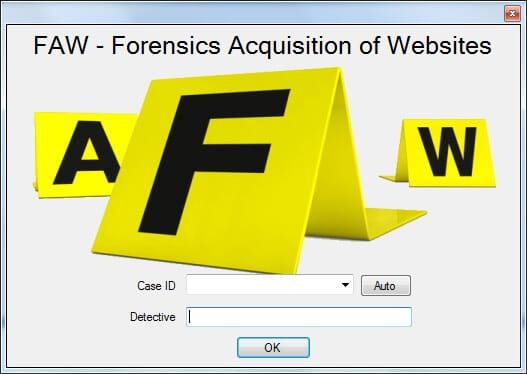 FAW - Forensics Acquisition of Websites
A
F
W
Case ID
Auto
Detective
OK